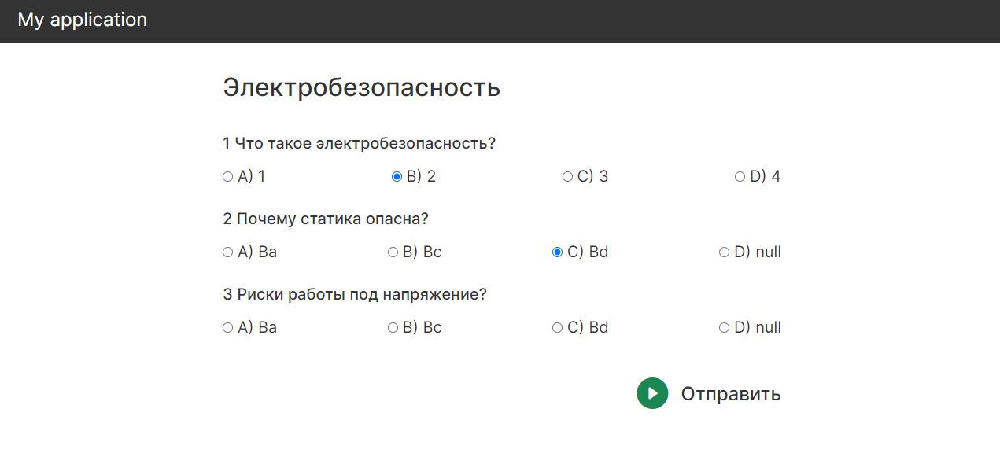 My application
Электробезопасность
1 Что такое электробезопасность?
A) 1 B) 2 C) 3 D) 4
2 Почему статика опасна?
A) Ba B) Bc C) Bd D) null
3 Риски работы под напряжение?
A) Ba B) Bc C) Bd D) null
Отправить